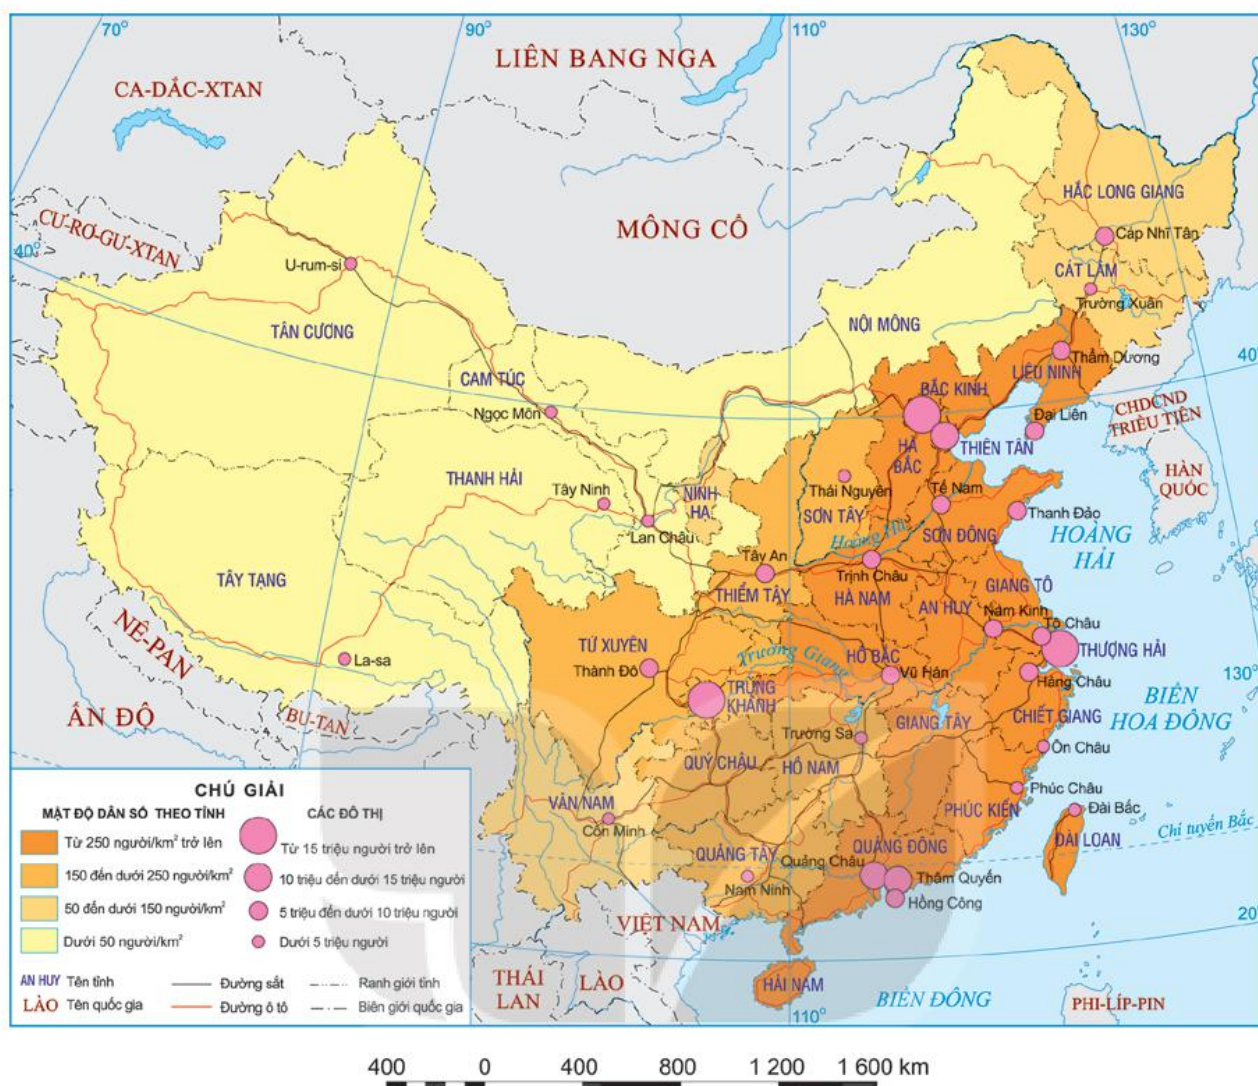 70°
90°
110°
130°
LIÊN BANG NGA
CA-DẮC-XTAN
HẮC LONG GIANG
CƯ-RƠ-GƯ-XTAN
MÔNG CỔ
Cáp Nhĩ Tân
40°
U-rum-si
CÁT LÂM
Trường Xuân
TÂN CƯƠNG
NỘI MÔNG
Thẩm Dương
40°
LIÊU NINH
CAM TÚC
BẮC KINH
Ngọc Môn
Đại Liên
CHDCND
TRIỀU TIÊN
THIÊN TÂN
HÀ
BẮC
HÀN
QUỐC
THANH HẢI
Tây Ninh
NINH
HẠ
Thái Nguyên
Tế Nam
SƠN TÂY
Thanh Đảo
Lan Châu
Hoàng Hà
SƠN ĐÔNG
HOÀNG
HẢI
Tây An
TÂY TẠNG
Trịnh Châu
THIỂM TÂY
HÀ NAM
GIANG TÔ
AN HUY
Nam Kinh
Tô Châu
NÊ-PAN
TỨ XUYÊN
THƯỢNG HẢI
HỒ BẮC
Trường Giang
La-sa
Thành Đô
Vũ Hán
Hàng Châu
130°
TRÙNG
KHÁNH
BIỂN
HOA ĐÔNG
ẤN ĐỘ
BU-TAN
CHIẾT GIANG
GIANG TÂY
Trường Sa
Ôn Châu
QUÝ CHÂU
HỒ NAM
Phúc Châu
VÂN NAM
PHÚC KIẾN
Đài Bắc
Côn Minh
Chí tuyến Bắc
ĐÀI LOAN
QUẢNG TÂY
QUẢNG ĐÔNG
Quảng Châu
Nam Ninh
Thâm Quyến
Hồng Công
VIỆT NAM
20°
THÁI
LAN
LÀO
HẢI NAM
BIỂN ĐÔNG
PHI-LÍP-PIN
110°
CHÚ GIẢI
MẬT ĐỘ DÂN SỐ THEO TỈNH
CÁC ĐÔ THỊ
Từ 250 người/km² trở lên
Từ 15 triệu người trở lên
150 đến dưới 250 người/km²
10 triệu đến dưới 15 triệu người
50 đến dưới 150 người/km²
5 triệu đến dưới 10 triệu người
Dưới 50 người/km²
Dưới 5 triệu người
AN HUY Tên tỉnh
Đường sắt
Ranh giới tỉnh
LÀO Tên quốc gia
Đường ô tô
Biên giới quốc gia
400 0 400 800 1 200 1 600 km